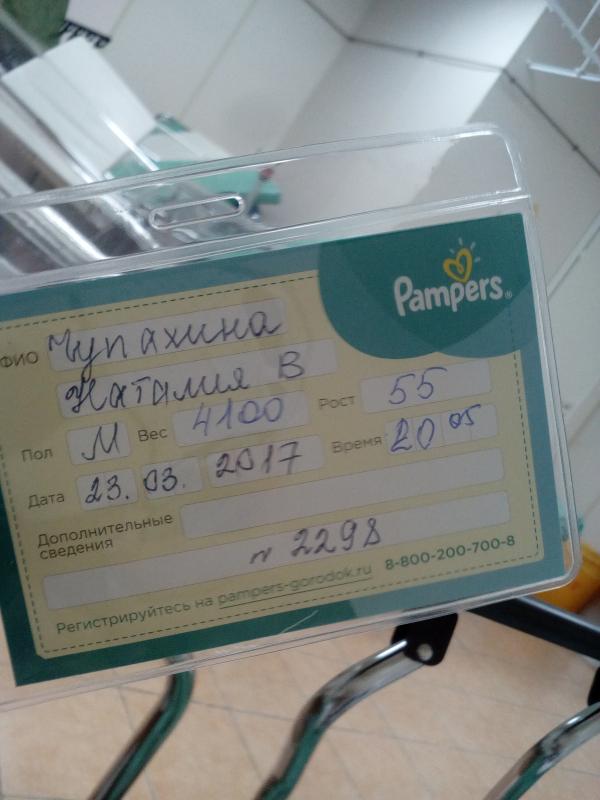 Pampers
ФИО Чупахина
Наталия В
Пол М Вес 4100 Рост 55
Дата 23. 03. 2017 Время 20 05
Дополнительные
сведения
n 2298
Регистрируйтесь на pampers-gorodok.ru 8-800-200-700-8